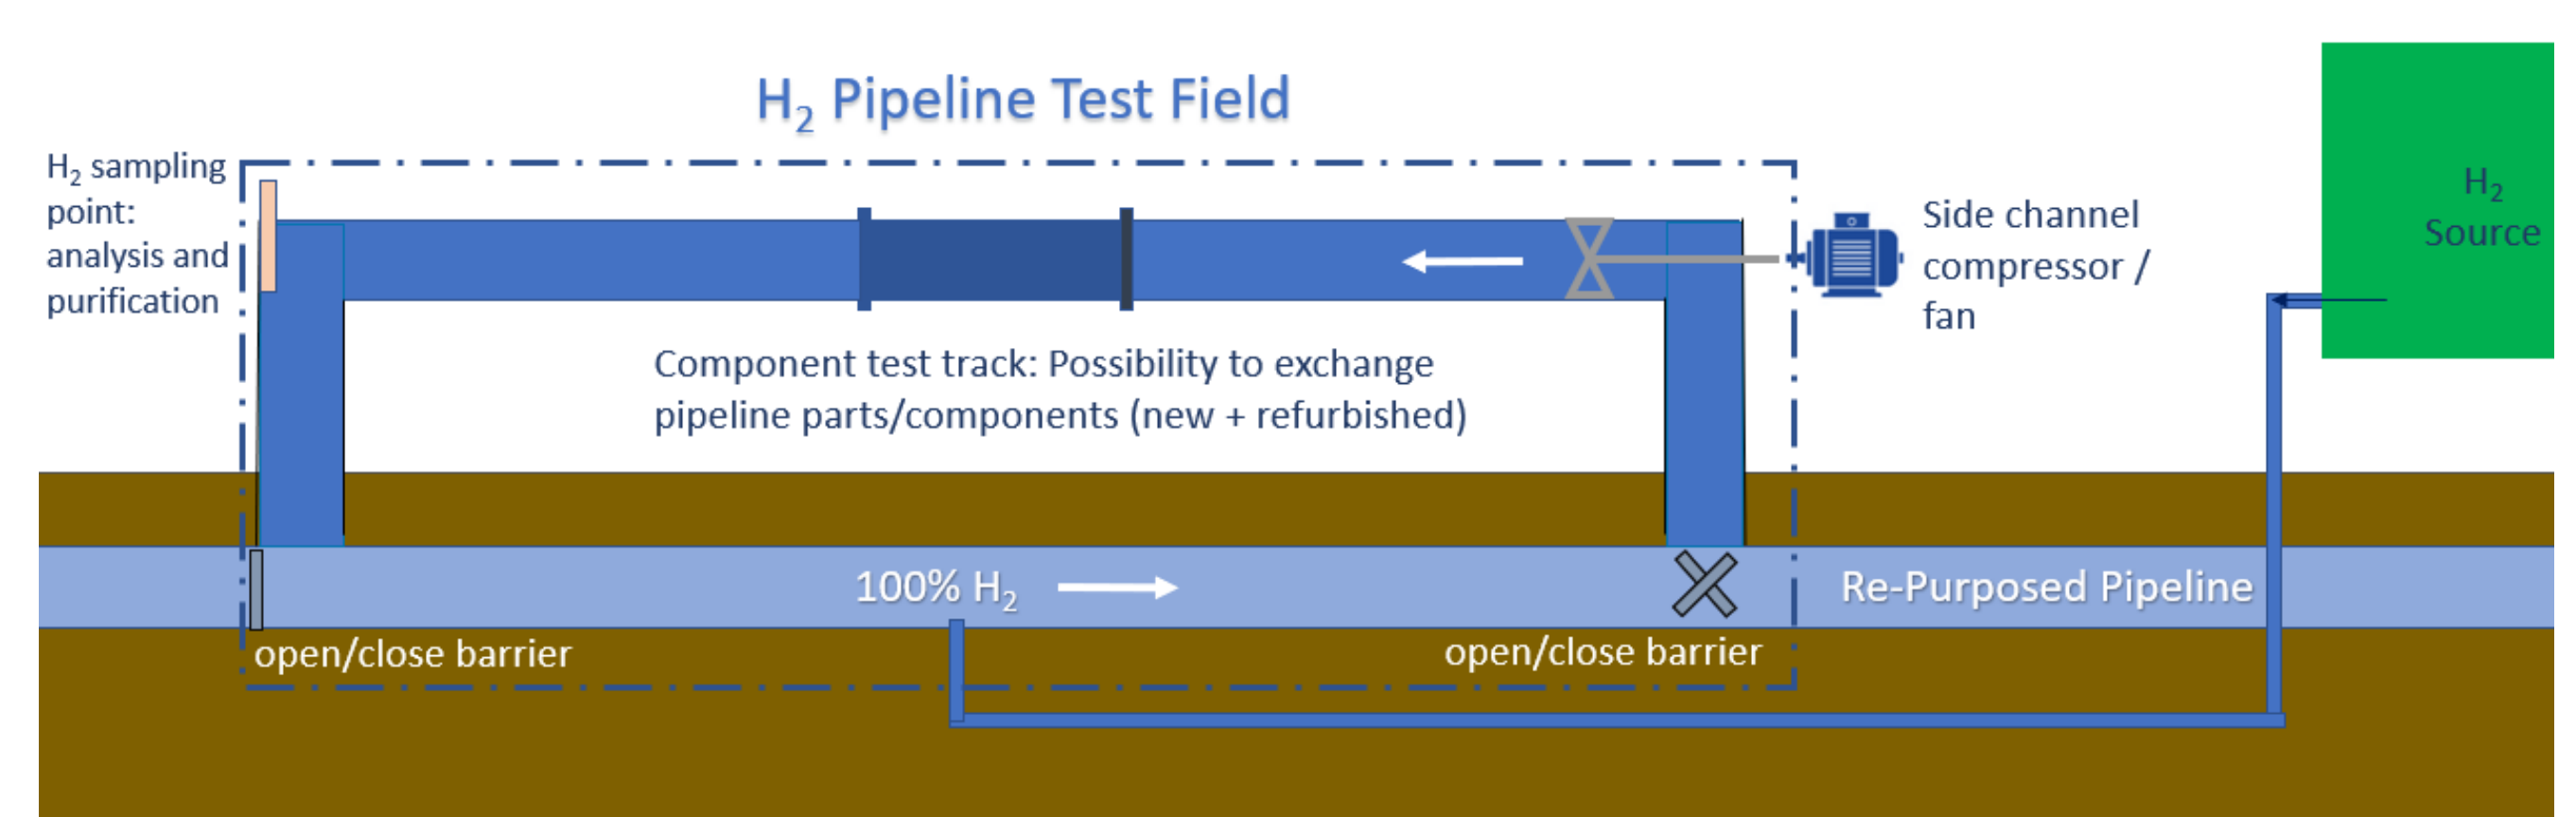 H₂ Pipeline Test Field
H₂ sampling
point:
analysis and
purification
Side channel
compressor /
fan
H₂
Source
Component test track: Possibility to exchange
pipeline parts/components (new + refurbished)
100% H₂
Re-Purposed Pipeline
open/close barrier
open/close barrier